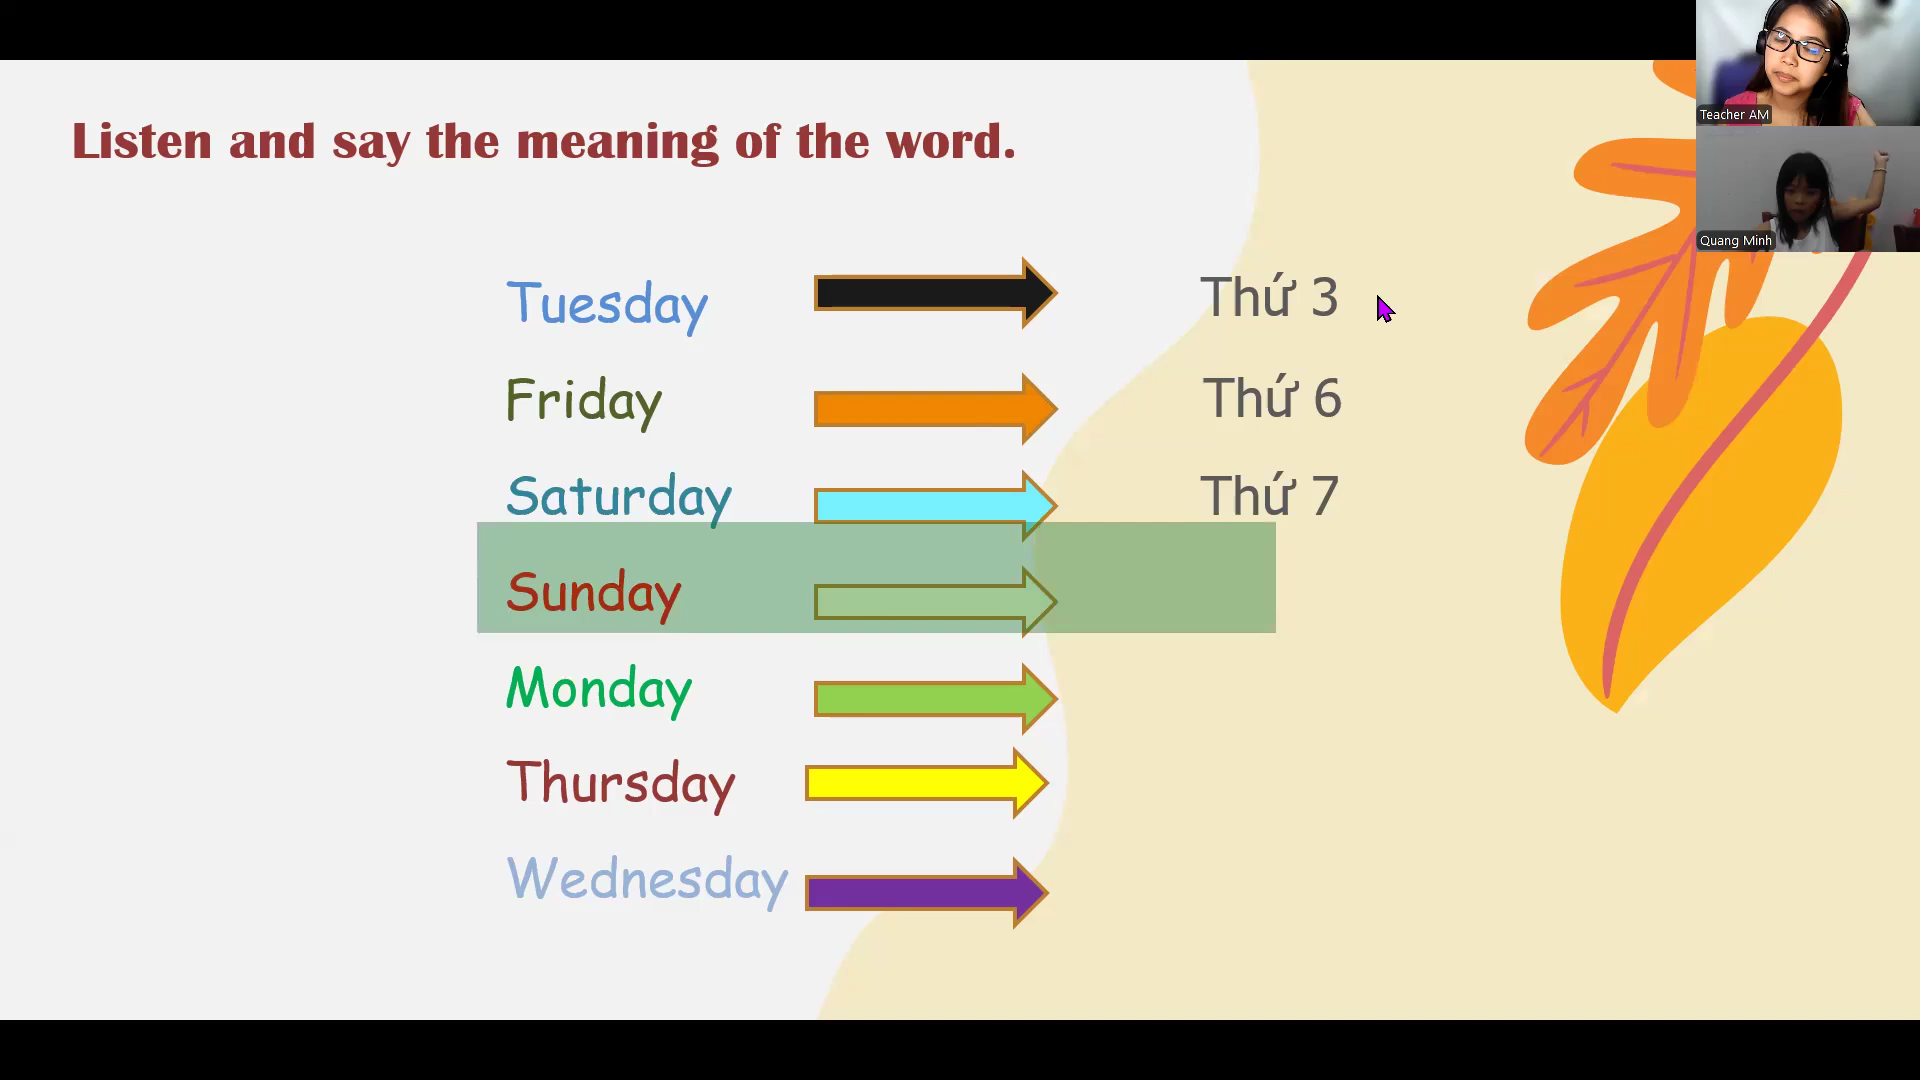 Listen and say the meaning of the word.
Tuesday Thứ 3
Friday Thứ 6
Saturday Thứ 7
Sunday
Monday
Thursday
Wednesday
Teacher AM
Quang Minh